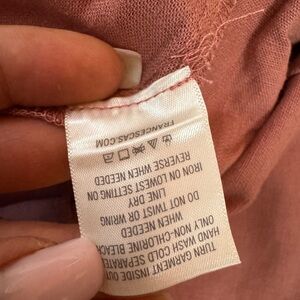 TURN GARMENT INSIDE OUT
HAND WASH COLD SEPARATELY
ONLY NON-CHLORINE BLEACH
WHEN NEEDED
DO NOT TWIST OR WRING
LINE DRY
IRON ON LOWEST SETTING ON
REVERSE WHEN NEEDED
FRANCESCAS.COM